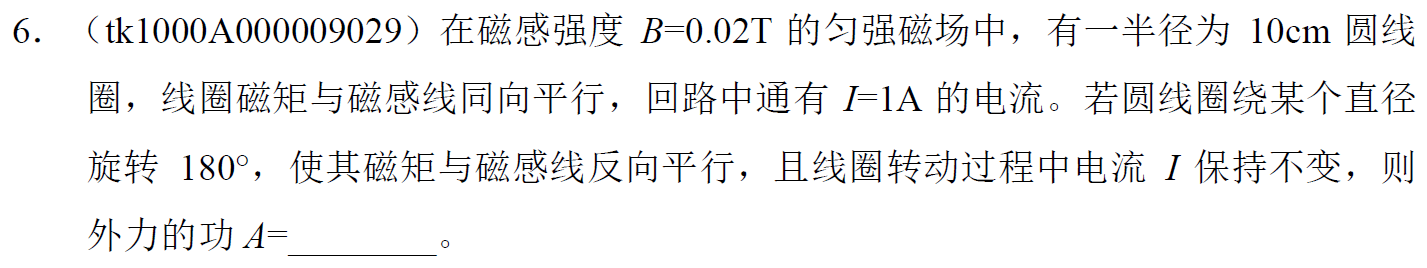 6. （tk1000A000009029）在磁感强度 B=0.02T 的匀强磁场中，有一半径为 10cm 圆线
圈，线圈磁矩与磁感线同向平行，回路中通有 I=1A 的电流。若圆线圈绕某个直径
旋转 180°，使其磁矩与磁感线反向平行，且线圈转动过程中电流 I 保持不变，则
外力的功 A=________。